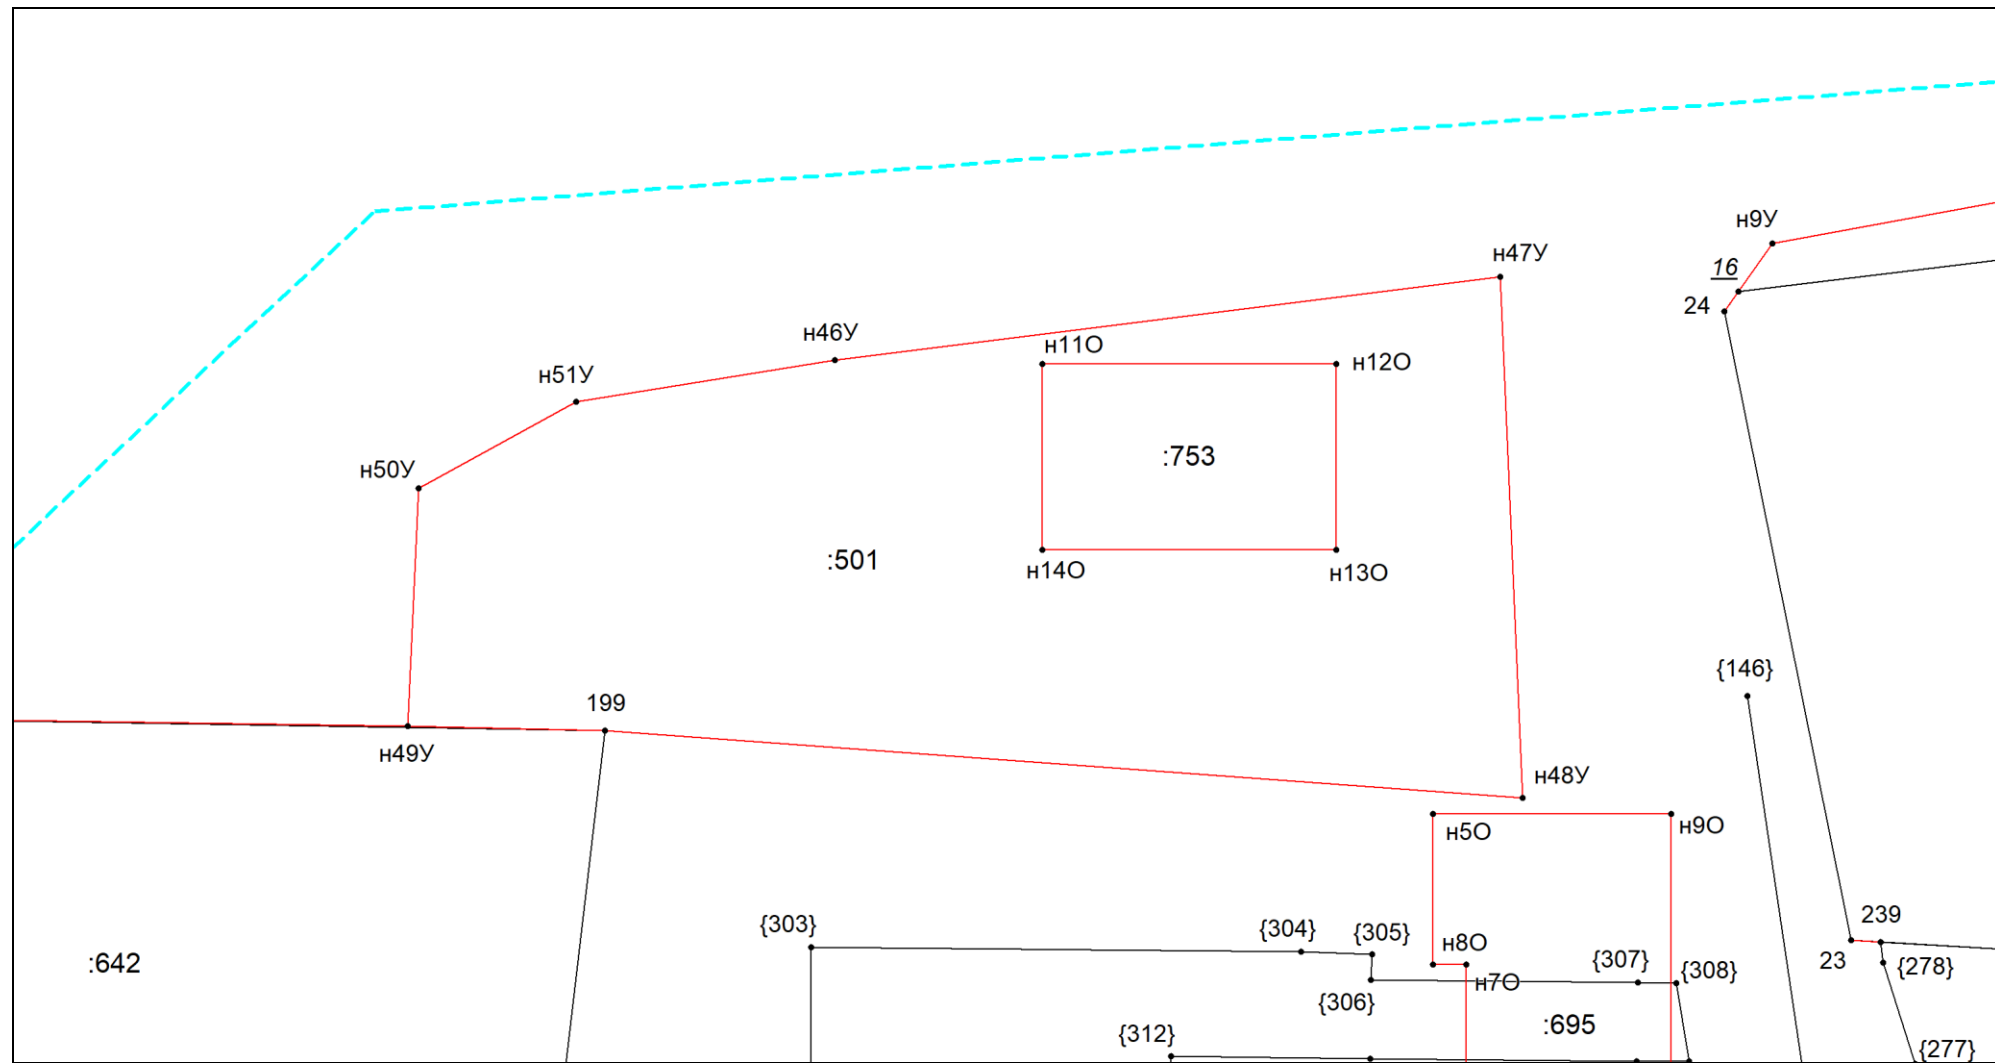 н9У
н47У
16
24
н46У
н11О
н12О
н51У
:753
н50У
:501
н14О
н13О
{146}
199
н49У
н48У
н5О
н9О
{303}
{304}
{305}
239
н8О
:642
23
{307}
{308}
{278}
н7О
{306}
:695
{312}
{277}